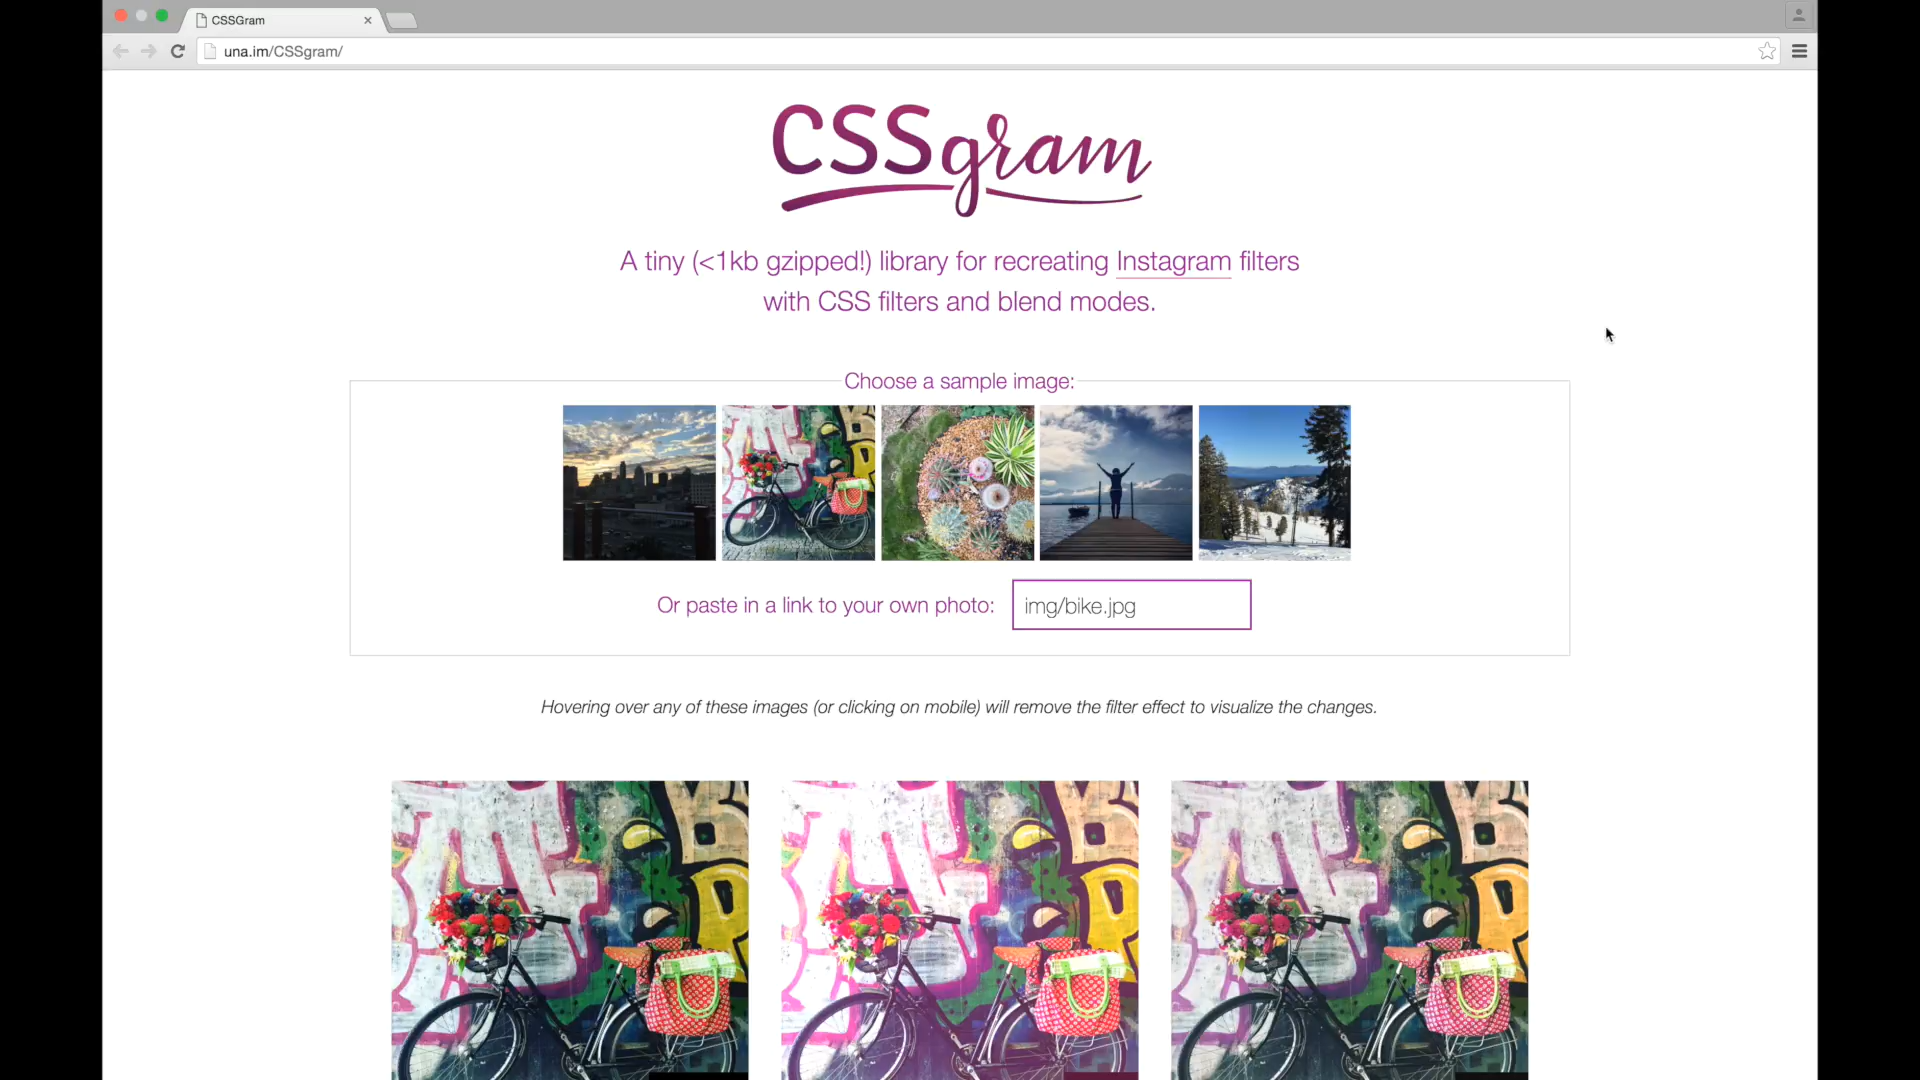 CSSGram
una.im/CSSgram/
CSSgram
A tiny (<1kb gzipped!) library for recreating Instagram filters
with CSS filters and blend modes.
Choose a sample image:
Or paste in a link to your own photo:
img/bike.jpg
Hovering over any of these images (or clicking on mobile) will remove the filter effect to visualize the changes.